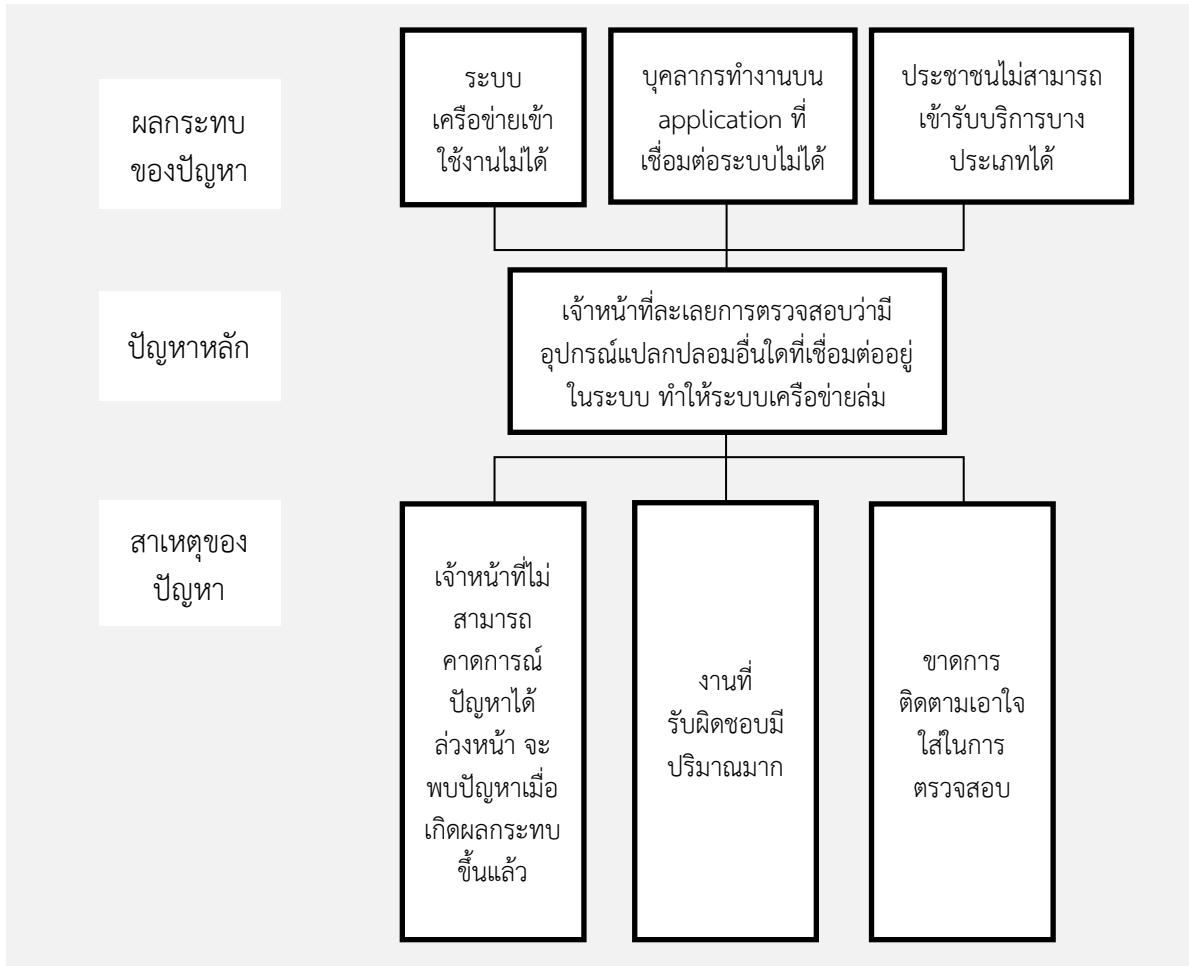 ผลกระทบ
ของปัญหา
ระบบ
เครือข่ายเข้า
ใช้งานไม่ได้
บุคลากรทำงานบน
application ที่
เชื่อมต่อระบบไม่ได้
ประชาชนไม่สามารถ
เข้ารับบริการบาง
ประเภทได้
ปัญหาหลัก
เจ้าหน้าที่ละเลยการตรวจสอบว่ามี
อุปกรณ์แปลกปลอมอื่นใดที่เชื่อมต่ออยู่
ในระบบ ทำให้ระบบเครือข่ายล่ม
สาเหตุของ
ปัญหา
เจ้าหน้าที่ไม่
สามารถ
คาดการณ์
ปัญหาได้
ล่วงหน้า จะ
พบปัญหาเมื่อ
เกิดผลกระทบ
ขึ้นแล้ว
งานที่
รับผิดชอบมี
ปริมาณมาก
ขาดการ
ติดตามเอาใจ
ใส่ในการ
ตรวจสอบ